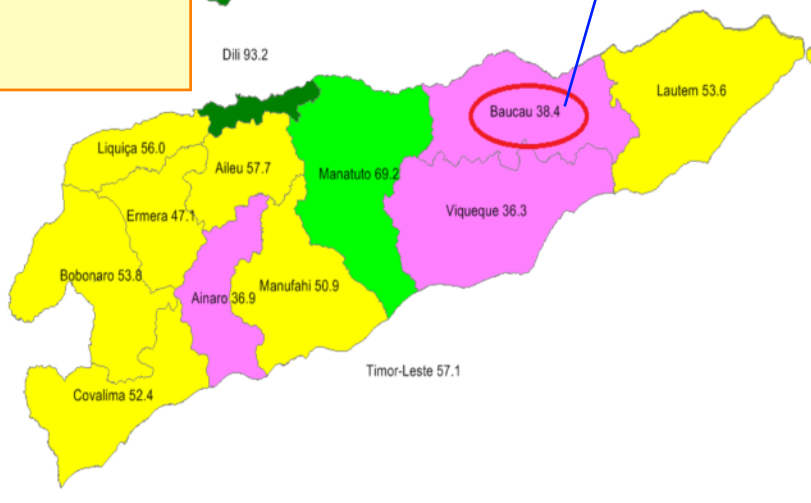 Dili 93.2
Lautem 53.6
Baucau 38.4
Liquiça 56.0
Aileu 57.7
Manatuto 69.2
Ermera 47.1
Viqueque 36.3
Bobonaro 53.8
Manufahi 50.9
Ainaro 36.9
Timor-Leste 57.1
Covalima 52.4